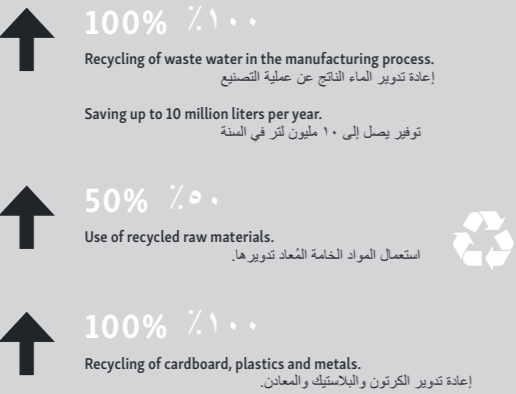 100% ٪١٠٠
Recycling of waste water in the manufacturing process.
إعادة تدوير الماء الناتج عن عملية التصنيع
Saving up to 10 million liters per year.
توفير يصل إلى ١٠ مليون لتر في السنة
50% ٪٥٠
Use of recycled raw materials.
استعمال المواد الخامة المُعاد تدويرها.
100% ٪١٠٠
Recycling of cardboard, plastics and metals.
إعادة تدوير الكرتون والبلاستيك والمعادن.